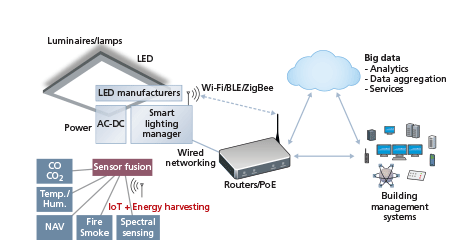 Luminaires/lamps
LED
LED manufacturers
Wi-Fi/BLE/ZigBee
Big data
- Analytics
- Data aggregation
- Services
Power
AC-DC
Smart
lighting
manager
Wired
networking
CO
CO2
Sensor fusion
Routers/PoE
Temp./
Hum.
IoT + Energy harvesting
Building
management
systems
NAV
Fire
Smoke
Spectral
sensing